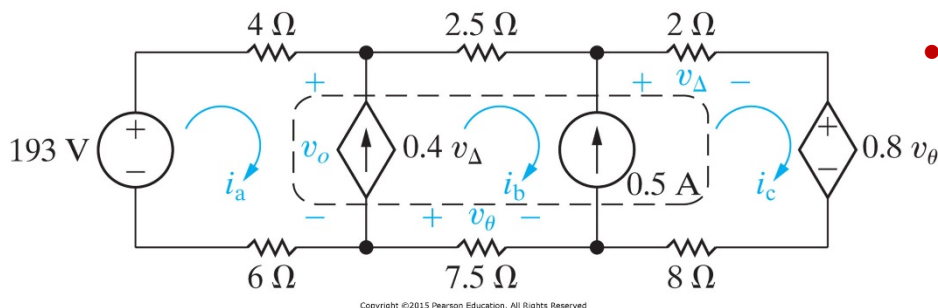 4 Ω 2.5 Ω 2 Ω
+ + v_Δ −
193 V + − v_o 0.4 v_Δ + − 0.8 v_θ
i_a i_b 0.5 A i_c
− + v_θ −
6 Ω 7.5 Ω 8 Ω
Copyright ©2015 Pearson Education, All Rights Reserved